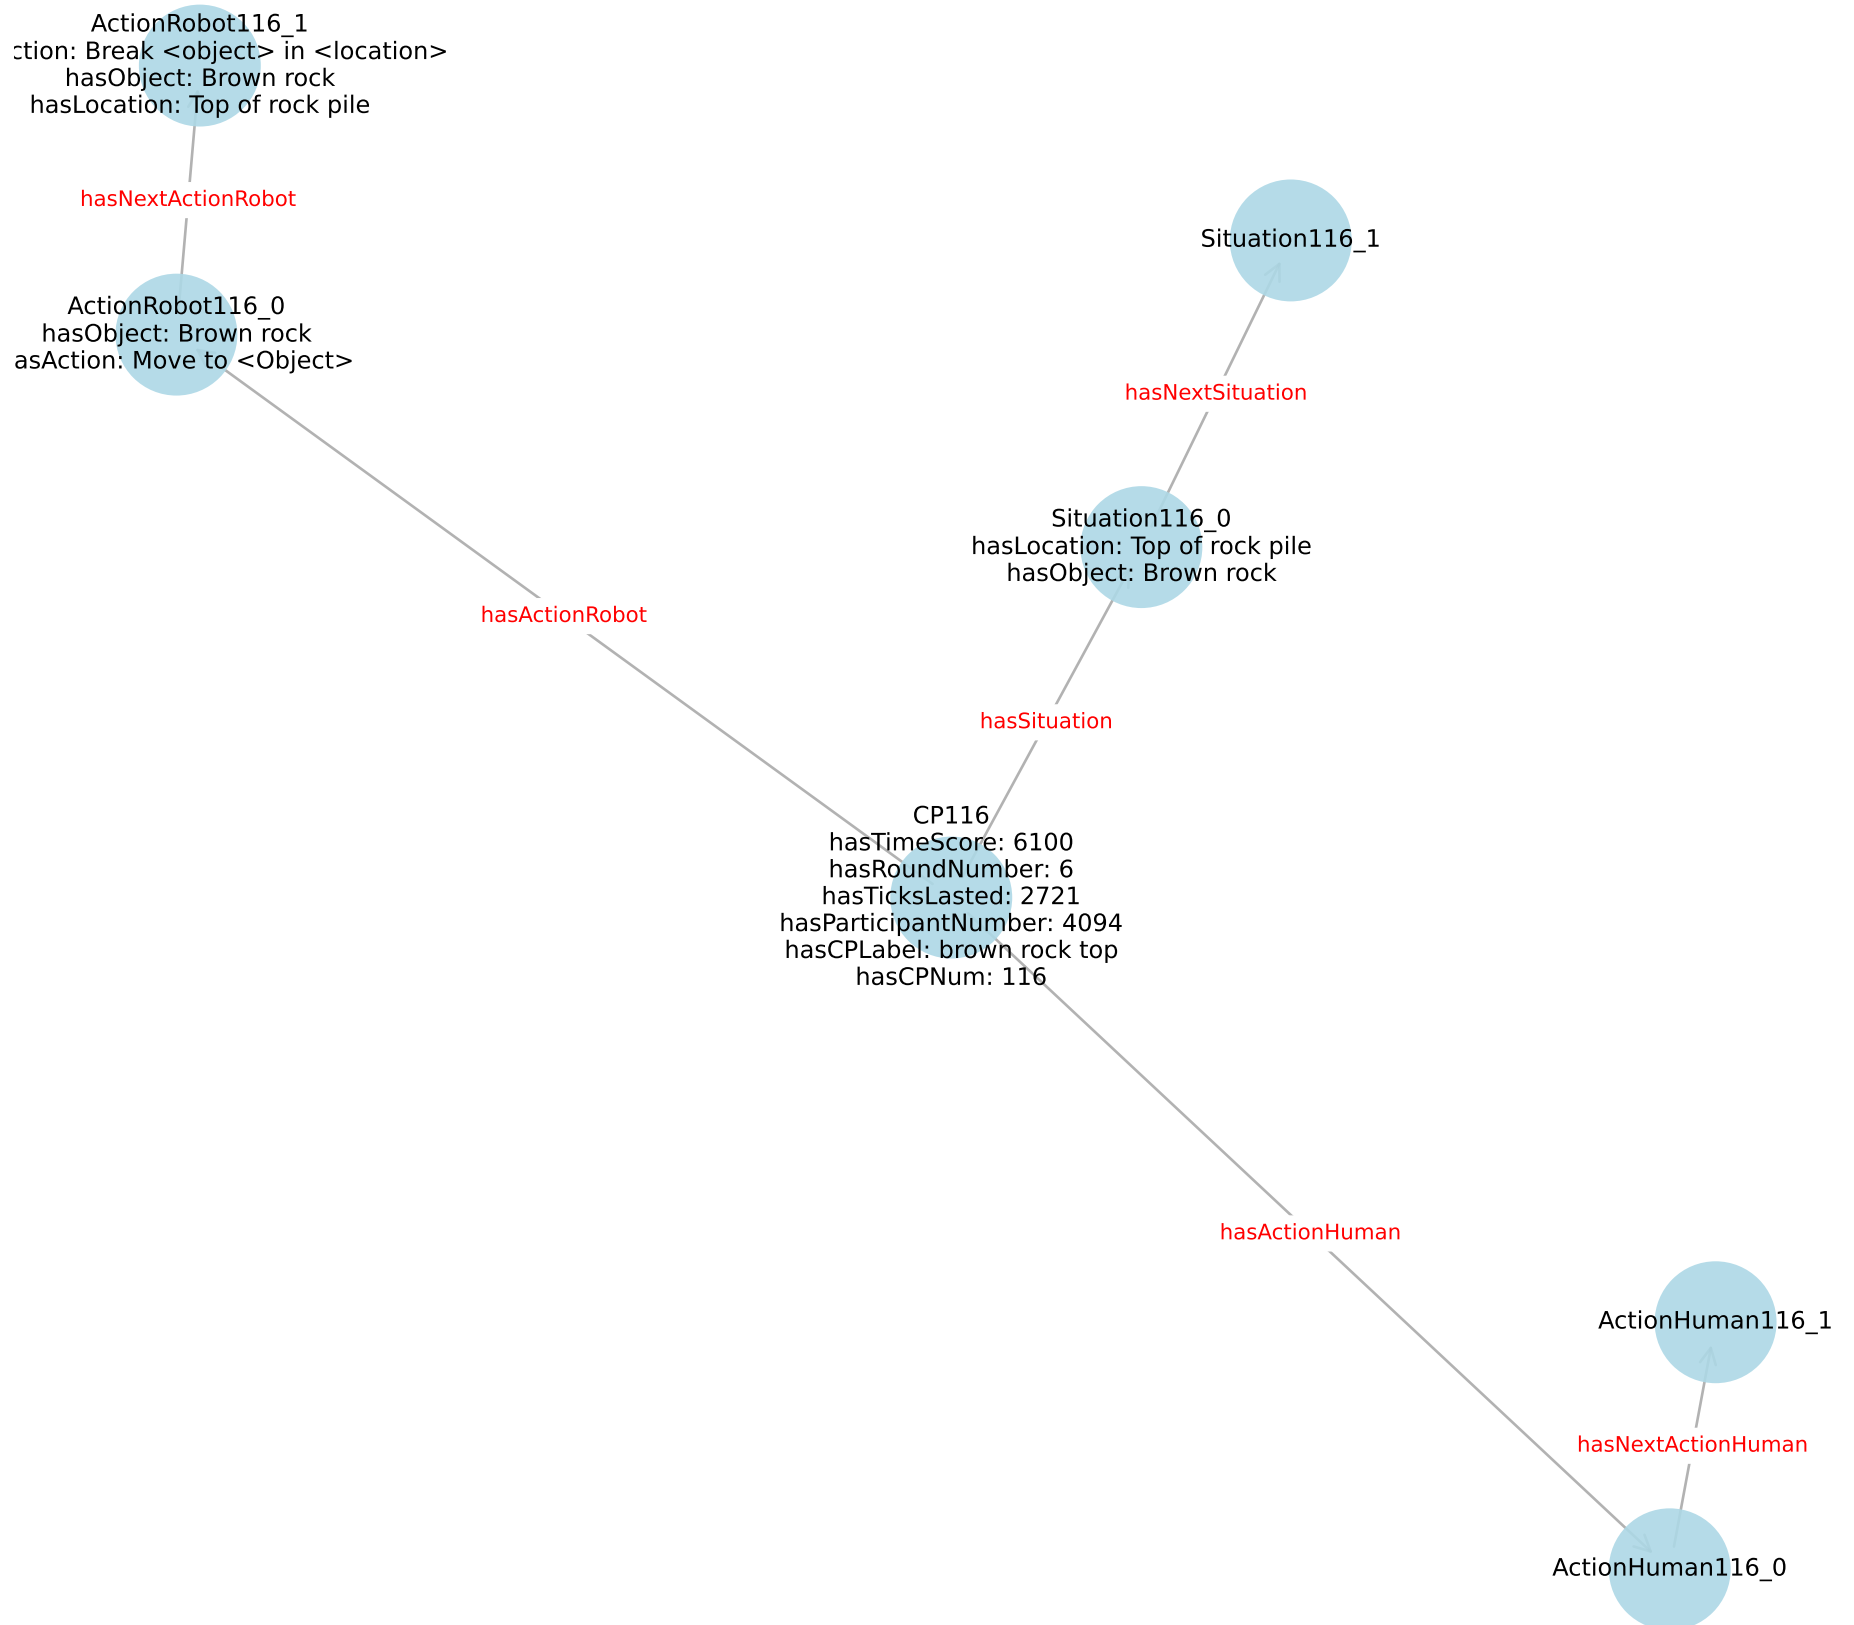 ActionRobot116_1
ction: Break <object> in <location>
hasObject: Brown rock
hasLocation: Top of rock pile
hasNextActionRobot
Situation116_1
ActionRobot116_0
hasObject: Brown rock
asAction: Move to <Object>
hasNextSituation
Situation116_0
hasLocation: Top of rock pile
hasObject: Brown rock
hasActionRobot
hasSituation
CP116
hasTimeScore: 6100
hasRoundNumber: 6
hasTicksLasted: 2721
hasParticipantNumber: 4094
hasCPLabel: brown rock top
hasCPNum: 116
hasActionHuman
ActionHuman116_1
hasNextActionHuman
ActionHuman116_0